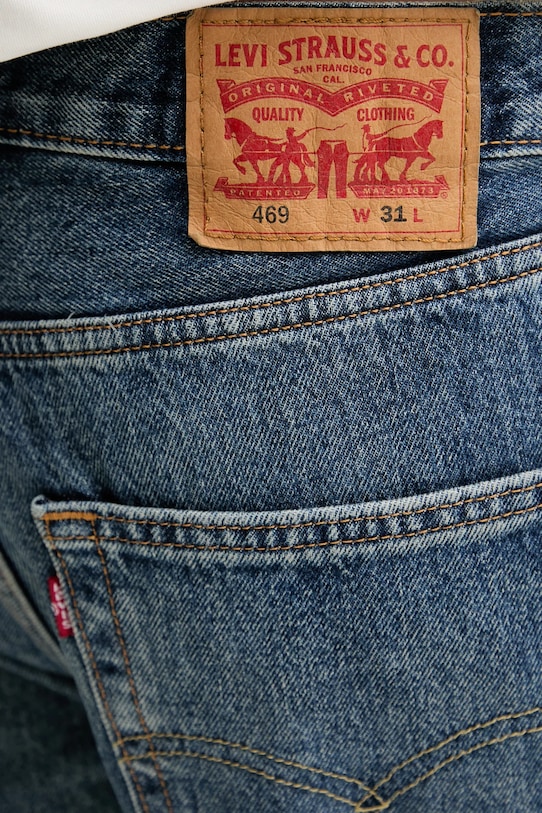 LEVI STRAUSS & CO.
SAN FRANCISCO
CAL.
ORIGINAL RIVETED
QUALITY CLOTHING
PATENTED MAY 20 1873
469 W 31 L